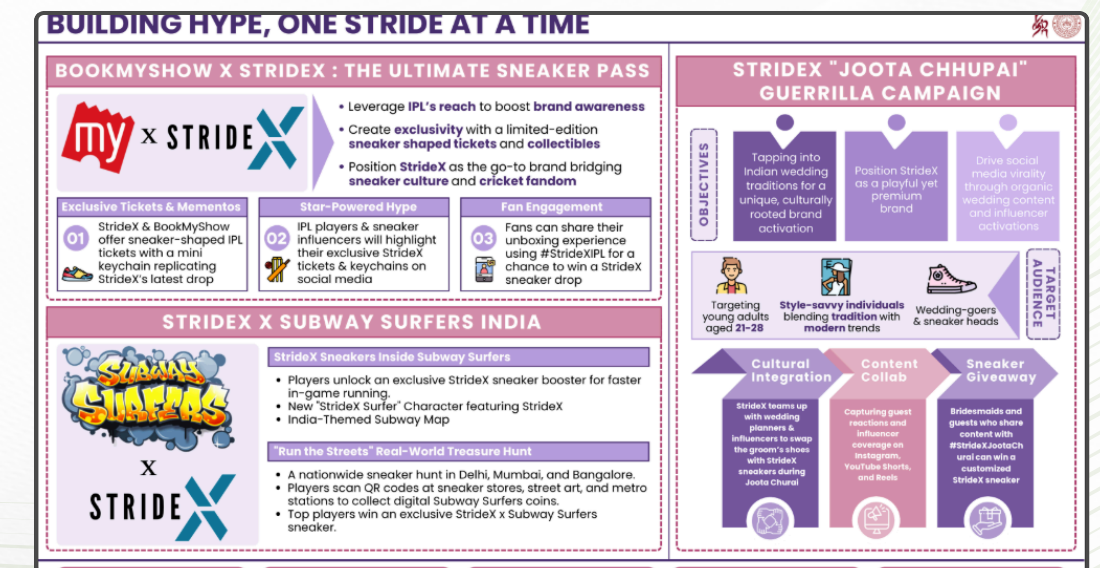 BUILDING HYPE, ONE STRIDE AT A TIME
BOOKMYSHOW X STRIDEX : THE ULTIMATE SNEAKER PASS
my x STRIDE X
• Leverage IPL's reach to boost brand awareness
• Create exclusivity with a limited-edition
sneaker shaped tickets and collectibles
• Position StrideX as the go-to brand bridging
sneaker culture and cricket fandom
Exclusive Tickets & Mementos
01
StrideX & BookMyShow
offer sneaker-shaped IPL
tickets with a mini
keychain replicating
StrideX's latest drop
Star-Powered Hype
02
IPL players & sneaker
influencers will highlight
their exclusive StrideX
tickets & keychains on
social media
Fan Engagement
03
Fans can share their
unboxing experience
using #StrideXIPL for a
chance to win a StrideX
sneaker drop
STRIDEX X SUBWAY SURFERS INDIA
SUBWAY
SURFERS
X
STRIDE X
StrideX Sneakers Inside Subway Surfers
• Players unlock an exclusive StrideX sneaker booster for faster
in-game running.
• New "StrideX Surfer" Character featuring StrideX
• India-Themed Subway Map
"Run the Streets" Real-World Treasure Hunt
• A nationwide sneaker hunt in Delhi, Mumbai, and Bangalore.
• Players scan QR codes at sneaker stores, street art, and metro
stations to collect digital Subway Surfers coins.
• Top players win an exclusive StrideX x Subway Surfers
sneaker.
STRIDEX "JOOTA CHHUPAI"
GUERRILLA CAMPAIGN
OBJECTIVES
Tapping into
Indian wedding
traditions for a
unique, culturally
rooted brand
activation
Position StrideX
as a playful yet
premium
brand
Drive social
media virality
through organic
wedding content
and influencer
activations
Targeting
young adults
aged 21-28
Style-savvy individuals
blending tradition with
modern trends
Wedding-goers
& sneaker heads
TARGET
AUDIENCE
Cultural
Integration
StrideX teams up
with wedding
planners &
influencers to swap
the groom's shoes
with StrideX
sneakers during
Joota Churai
Content
Collab
Capturing guest
reactions and
influencer
coverage on
Instagram,
YouTube Shorts,
and Reels
Sneaker
Giveaway
Bridesmaids and
guests who share
content with
#StrideXJootaCh
urai can win a
customized
StrideX sneaker